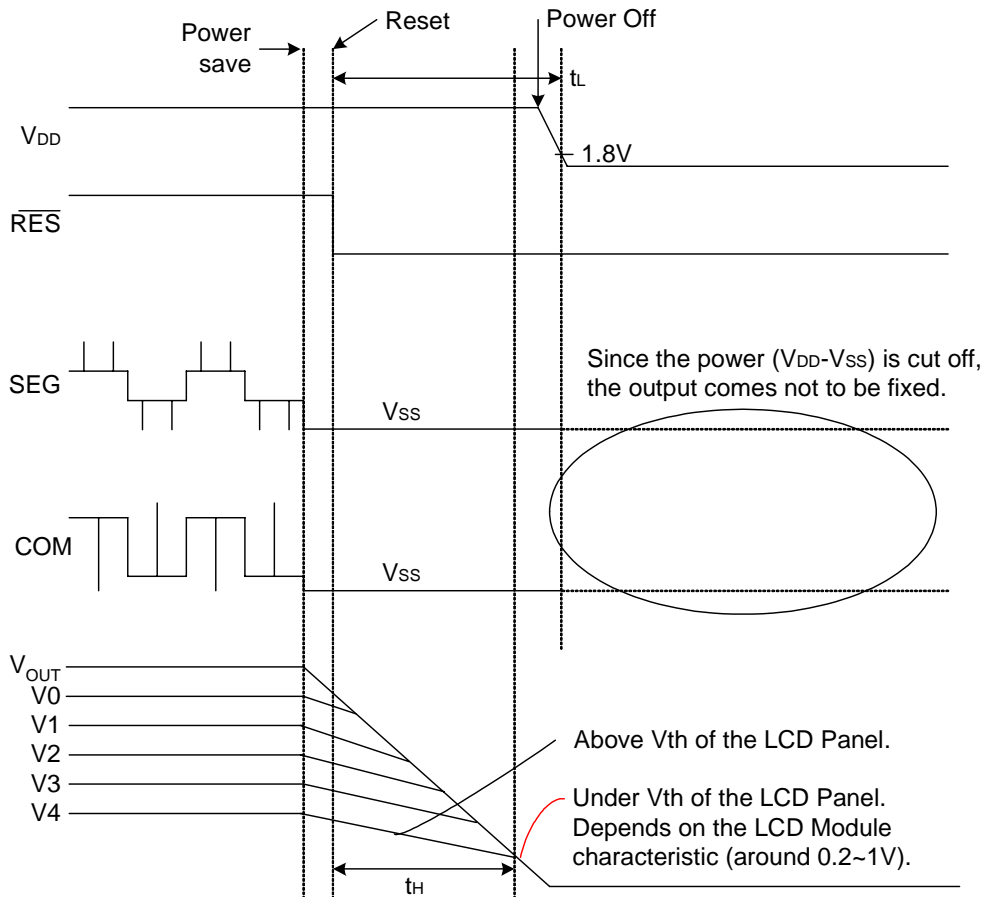 Power
save
Reset
Power Off
tL
VDD
1.8V
RES
SEG
VSS
Since the power (VDD-VSS) is cut off,
the output comes not to be fixed.
COM
VSS
VOUT
V0
V1
V2
V3
V4
Above Vth of the LCD Panel.
Under Vth of the LCD Panel.
Depends on the LCD Module
characteristic (around 0.2~1V).
tH